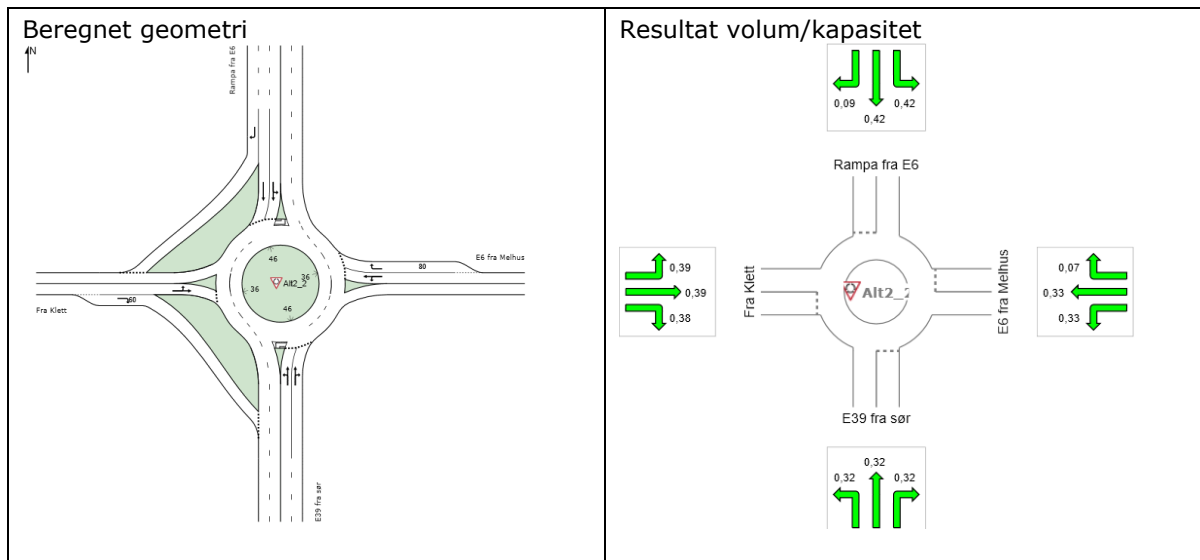 Beregnet geometri
N
Rampa fra E6
46
36
Alt2_2
36
46
80
E6 fra Melhus
60
Fra Klett
E39 fra sør
Resultat volum/kapasitet
0,09
0,42
0,42
Rampa fra E6
0,39
0,39
0,38
Fra Klett
Alt2_2
E6 fra Melhus
0,07
0,33
0,33
E39 fra sør
0,32
0,32
0,32